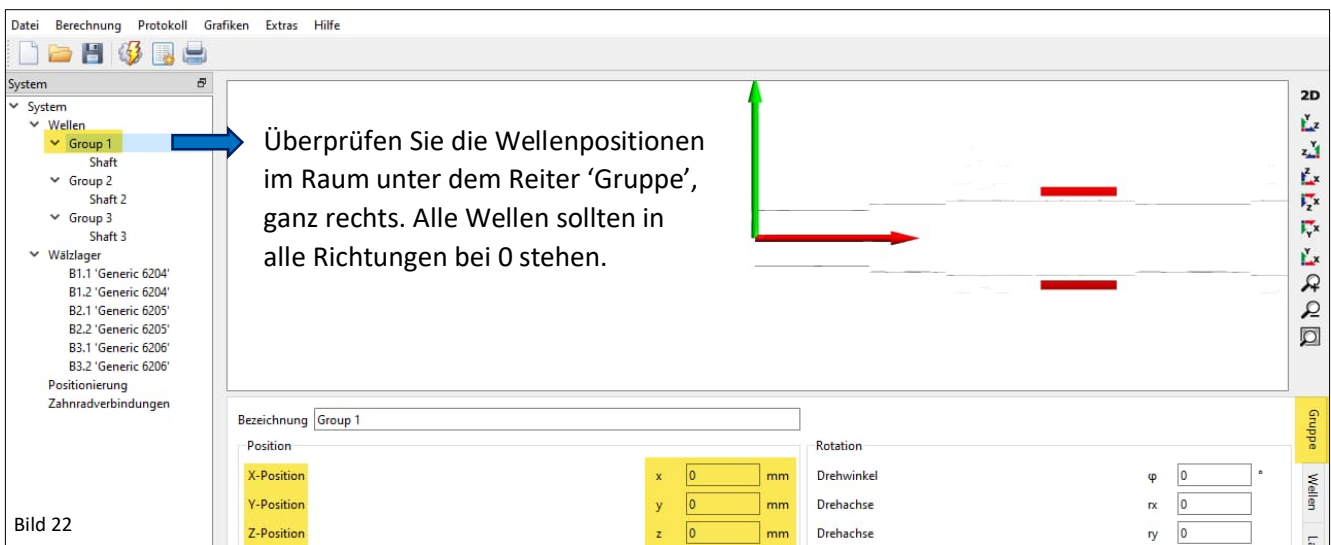 Datei Berechnung Protokoll Grafiken Extras Hilfe
System
System
Wellen
Group 1
Shaft
Group 2
Shaft 2
Group 3
Shaft 3
Wälzlager
B1.1 'Generic 6204'
B1.2 'Generic 6204'
B2.1 'Generic 6205'
B2.2 'Generic 6205'
B3.1 'Generic 6206'
B3.2 'Generic 6206'
Positionierung
Zahnradverbindungen
Überprüfen Sie die Wellenpositionen
im Raum unter dem Reiter ‘Gruppe’,
ganz rechts. Alle Wellen sollten in
alle Richtungen bei 0 stehen.
2D
Y z
z Y
Z x
Z x
Y x
Y x
Bezeichnung Group 1
Position
X-Position x 0 mm
Y-Position y 0 mm
Z-Position z 0 mm
Rotation
Drehwinkel φ 0 °
Drehachse rx 0
Drehachse ry 0
Gruppe
Wellen
Bild 22